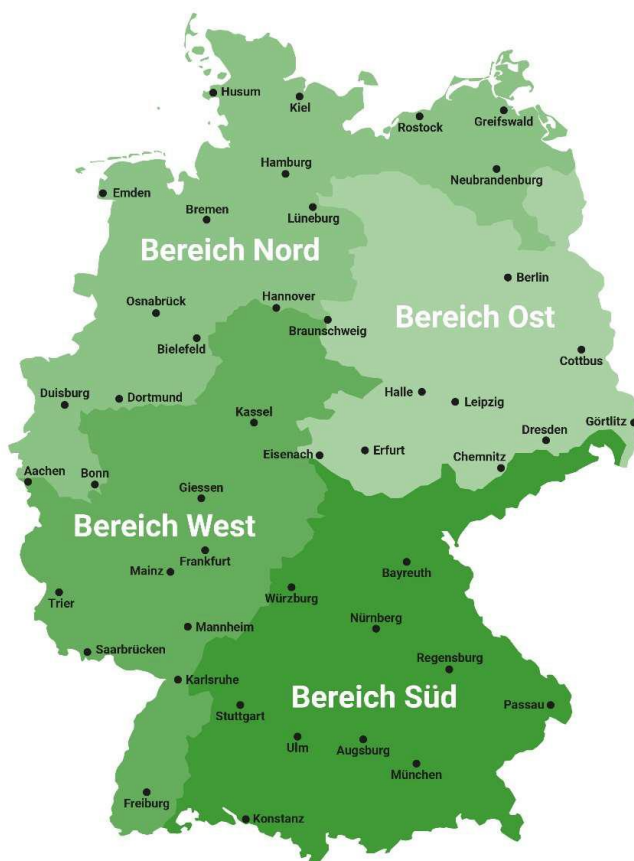 Husum
Kiel
Rostock
Greifswald
Hamburg
Neubrandenburg
Emden
Bremen
Lüneburg
Bereich Nord
Berlin
Osnabrück
Hannover
Braunschweig
Bereich Ost
Bielefeld
Cottbus
Duisburg
Dortmund
Halle
Leipzig
Kassel
Görtlitz
Dresden
Eisenach
Erfurt
Chemnitz
Aachen
Bonn
Giessen
Bereich West
Frankfurt
Mainz
Bayreuth
Trier
Würzburg
Nürnberg
Mannheim
Saarbrücken
Regensburg
Karlsruhe
Bereich Süd
Stuttgart
Passau
Ulm
Augsburg
München
Freiburg
Konstanz